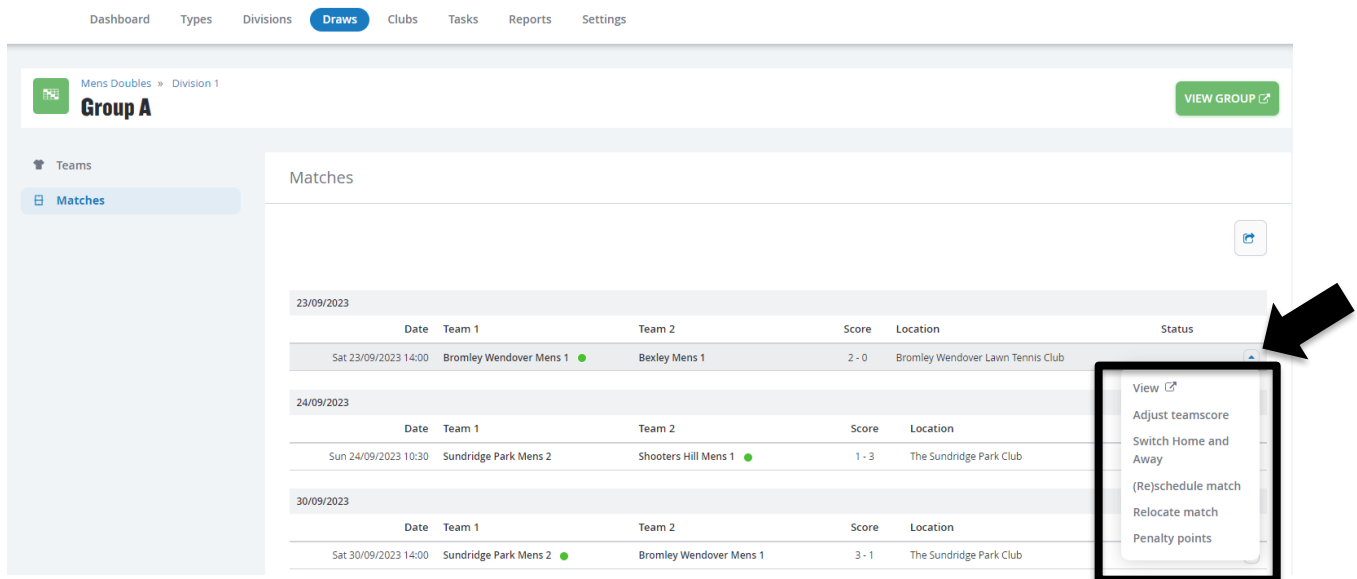 Dashboard Types Divisions Draws Clubs Tasks Reports Settings
Mens Doubles » Division 1
Group A
VIEW GROUP
Teams
Matches
Matches
23/09/2023
Date Team 1 Team 2 Score Location Status
Sat 23/09/2023 14:00 Bromley Wendover Mens 1 Bexley Mens 1 2 - 0 Bromley Wendover Lawn Tennis Club
View
Adjust teamscore
Switch Home and
Away
(Re)schedule match
Relocate match
Penalty points
24/09/2023
Date Team 1 Team 2 Score Location
Sun 24/09/2023 10:30 Sundridge Park Mens 2 Shooters Hill Mens 1 1 - 3 The Sundridge Park Club
30/09/2023
Date Team 1 Team 2 Score Location
Sat 30/09/2023 14:00 Sundridge Park Mens 2 Bromley Wendover Mens 1 3 - 1 The Sundridge Park Club